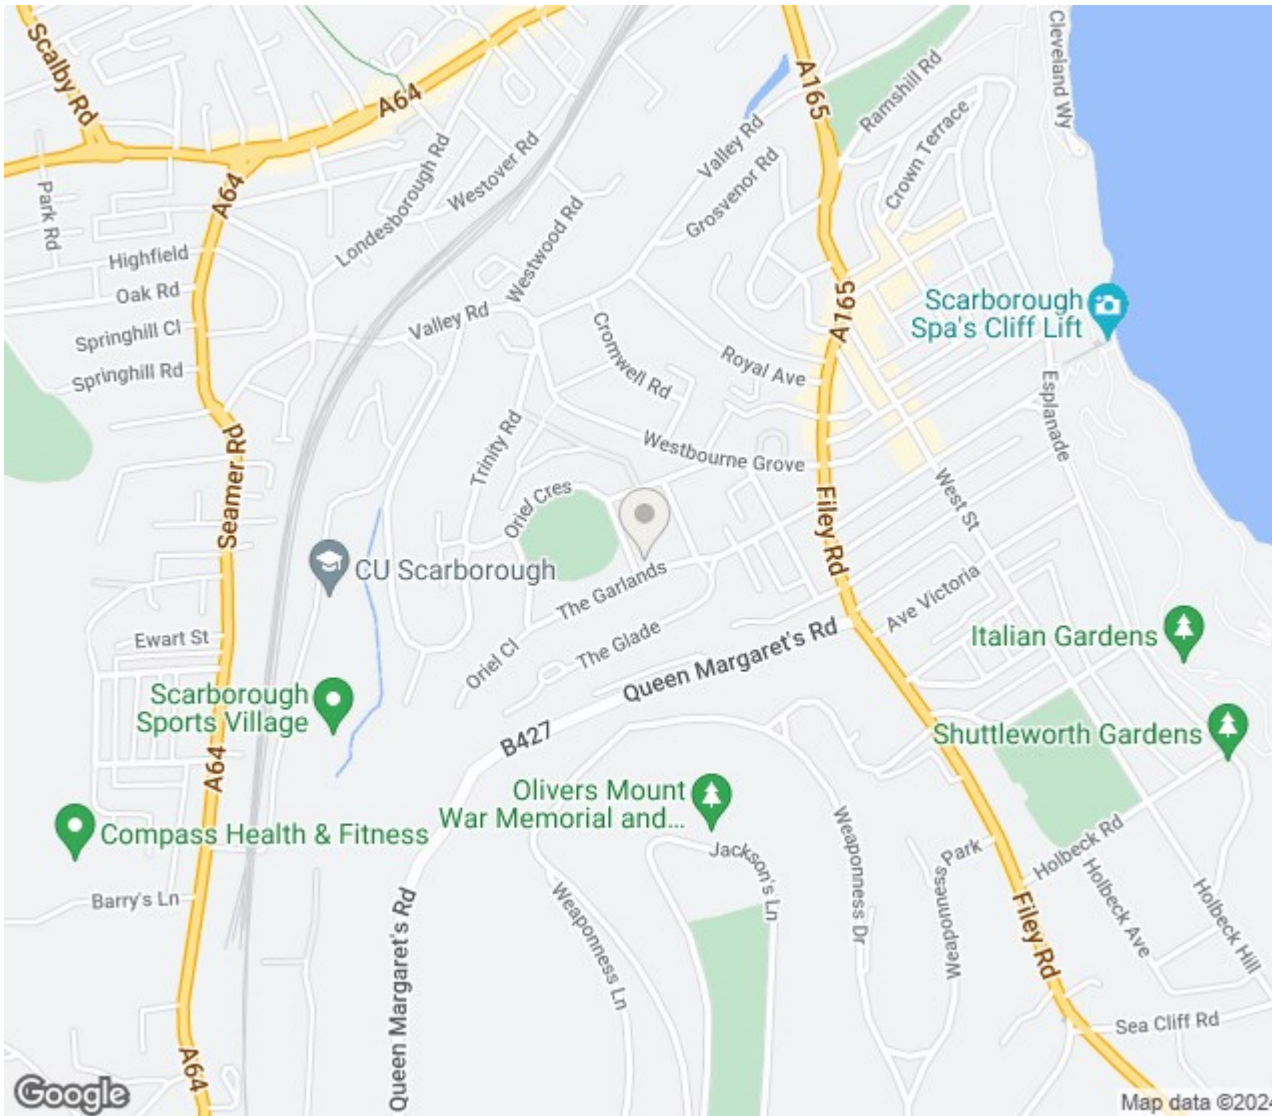 Scalby Rd
A64
A165
Ramshill Rd
Cleveland Wy
Park Rd
A64
Londesborough Rd
Westover Rd
Valley Rd
Grosvenor Rd
Crown Terrace
Highfield
Westwood Rd
Oak Rd
Springhill Cl
Valley Rd
Springhill Rd
Cromwell Rd
Royal Ave
A165
Scarborough
Spa's Cliff Lift
Esplanade
Seamer Rd
Trinity Rd
Westbourne Grove
Oriel Cres
Filey Rd
West St
CU Scarborough
The Garlands
Ave Victoria
Ewart St
The Glade
Italian Gardens
Oriel Cl
Queen Margaret's Rd
Scarborough
Sports Village
B427
Shuttleworth Gardens
A64
Olivers Mount
War Memorial and...
Compass Health & Fitness
Jackson's Ln
Weaponness Dr
Weaponness Park
Holbeck Rd
Barry's Ln
Weaponness Ln
Holbeck Ave
Holbeck Hill
Filey Rd
Queen Margaret's Rd
Sea Cliff Rd
A64
Google
Map data ©2024